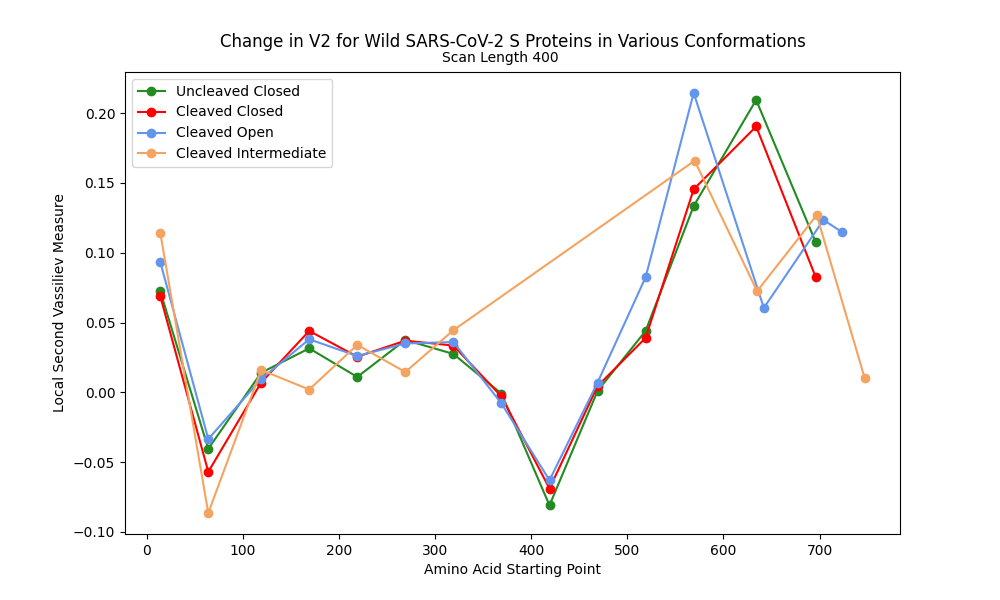 Change in V2 for Wild SARS-CoV-2 S Proteins in Various Conformations
Scan Length 400
Uncleaved Closed
Cleaved Closed
Cleaved Open
Cleaved Intermediate
Local Second Vassiliev Measure
0.20
0.15
0.10
0.05
0.00
−0.05
−0.10
0 100 200 300 400 500 600 700
Amino Acid Starting Point